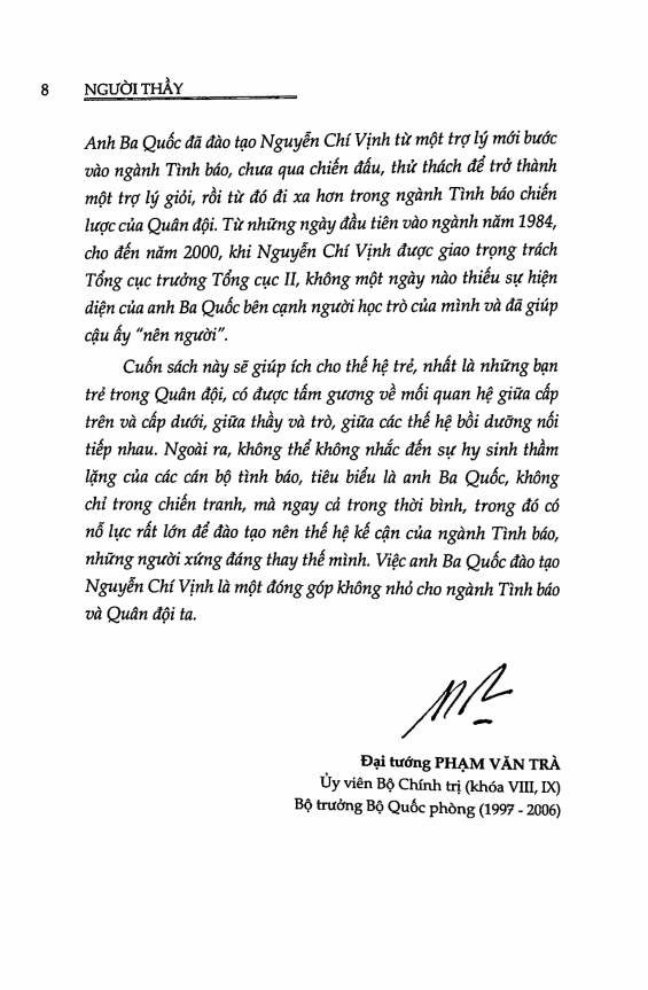 8 NGƯỜI THẦY
Anh Ba Quốc đã đào tạo Nguyễn Chí Vịnh từ một trợ lý mới bước
vào ngành Tình báo, chưa qua chiến đấu, thử thách để trở thành
một trợ lý giỏi, rồi từ đó đi xa hơn trong ngành Tình báo chiến
lược của Quân đội. Từ những ngày đầu tiên vào ngành năm 1984,
cho đến năm 2000, khi Nguyễn Chí Vịnh được giao trọng trách
Tổng cục trưởng Tổng cục II, không một ngày nào thiếu sự hiện
diện của anh Ba Quốc bên cạnh người học trò của mình và đã giúp
cậu ấy "nên người".
Cuốn sách này sẽ giúp ích cho thế hệ trẻ, nhất là những bạn
trẻ trong Quân đội, có được tấm gương về mối quan hệ giữa cấp
trên và cấp dưới, giữa thầy và trò, giữa các thế hệ bồi dưỡng nối
tiếp nhau. Ngoài ra, không thể không nhắc đến sự hy sinh thầm
lặng của các cán bộ tình báo, tiêu biểu là anh Ba Quốc, không
chỉ trong chiến tranh, mà ngay cả trong thời bình, trong đó có
nỗ lực rất lớn để đào tạo nên thế hệ kế cận của ngành Tình báo,
những người xứng đáng thay thế mình. Việc anh Ba Quốc đào tạo
Nguyễn Chí Vịnh là một đóng góp không nhỏ cho ngành Tình báo
và Quân đội ta.
Đại tướng PHẠM VĂN TRÀ
Ủy viên Bộ Chính trị (khóa VIII, IX)
Bộ trưởng Bộ Quốc phòng (1997 - 2006)